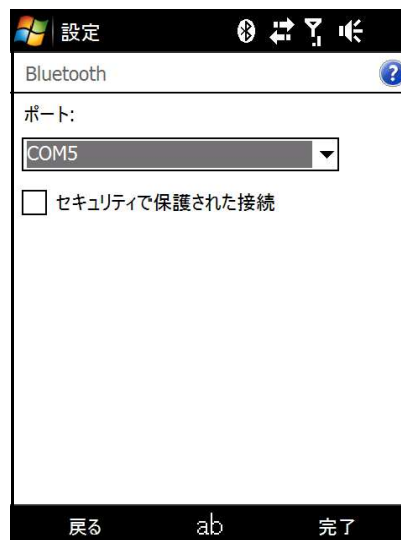 設定
Bluetooth
ポート:
COM5
セキュリティで保護された接続
戻る ab 完了